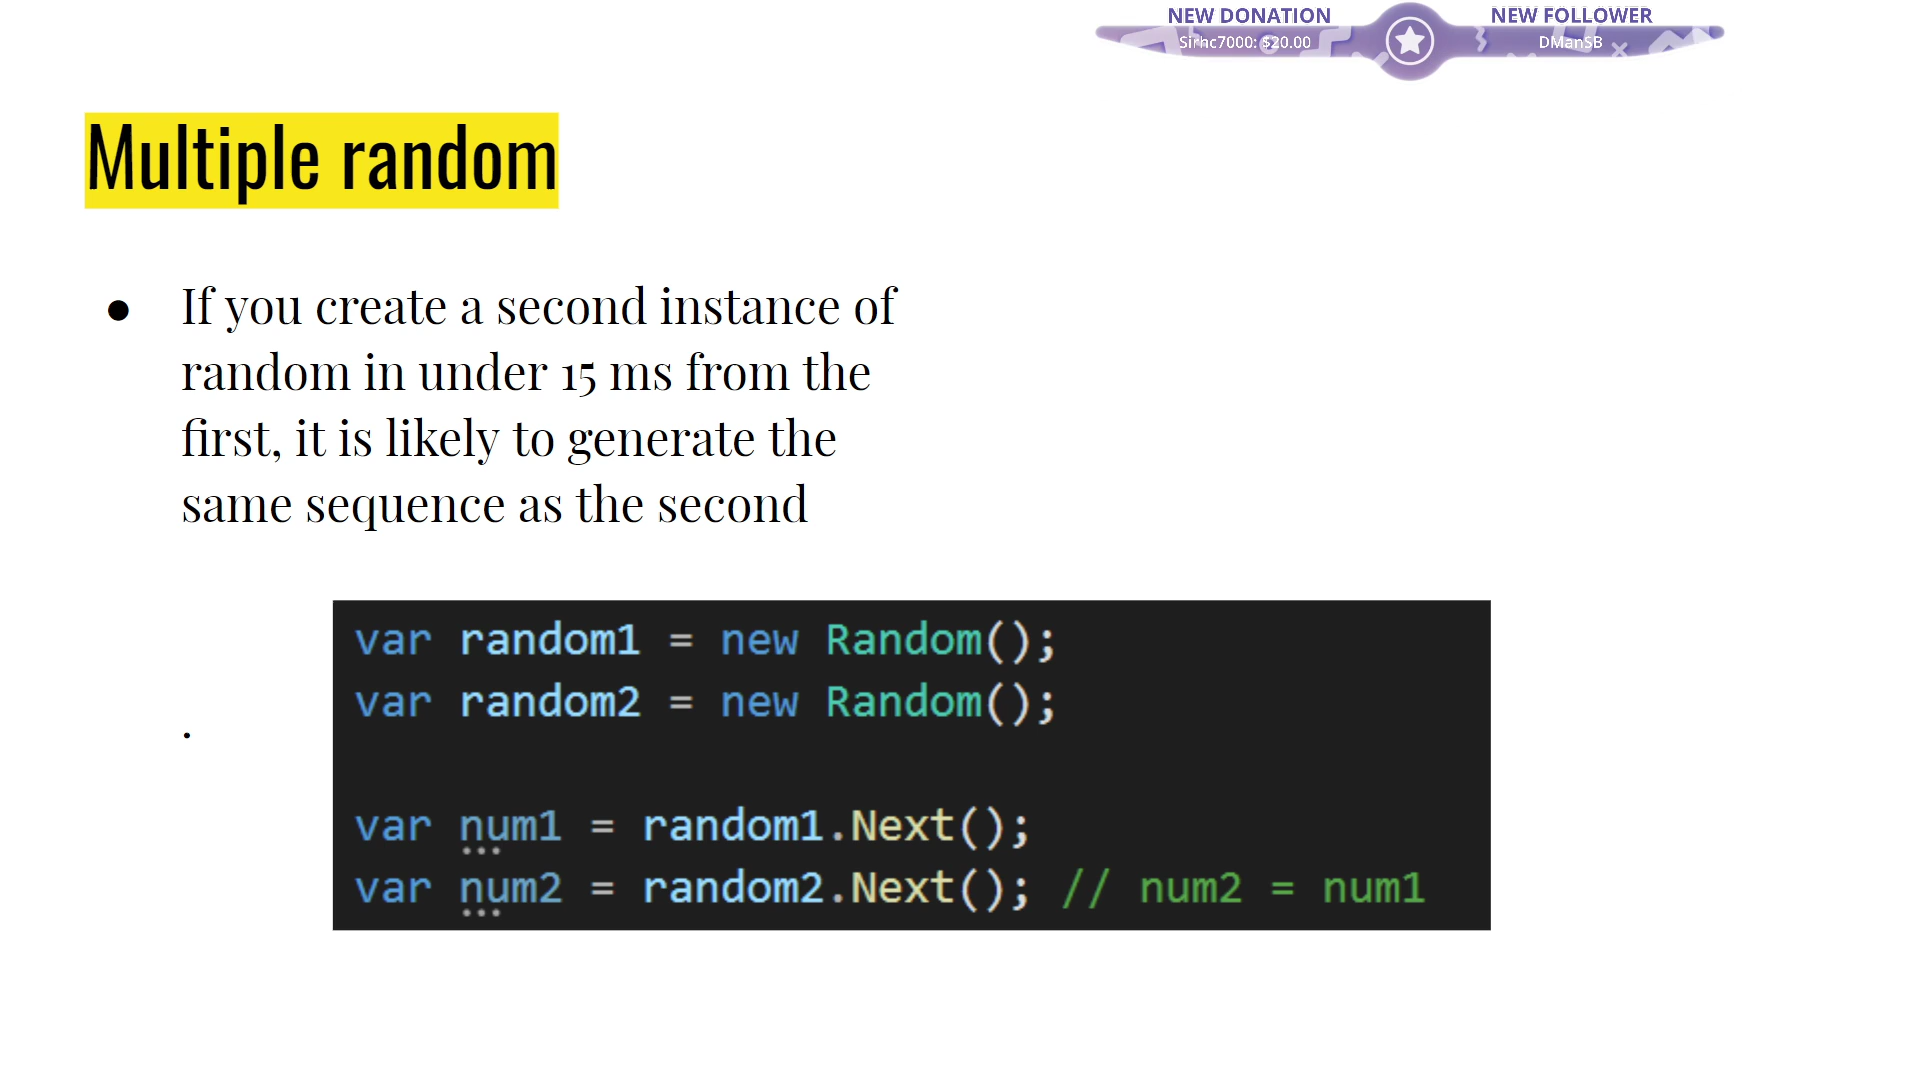 NEW DONATION
Sirhc7000: $20.00
NEW FOLLOWER
DManSB
Multiple random
● If you create a second instance of
random in under 15 ms from the
first, it is likely to generate the
same sequence as the second
.
var random1 = new Random();
var random2 = new Random();
var num1 = random1.Next();
var num2 = random2.Next(); // num2 = num1